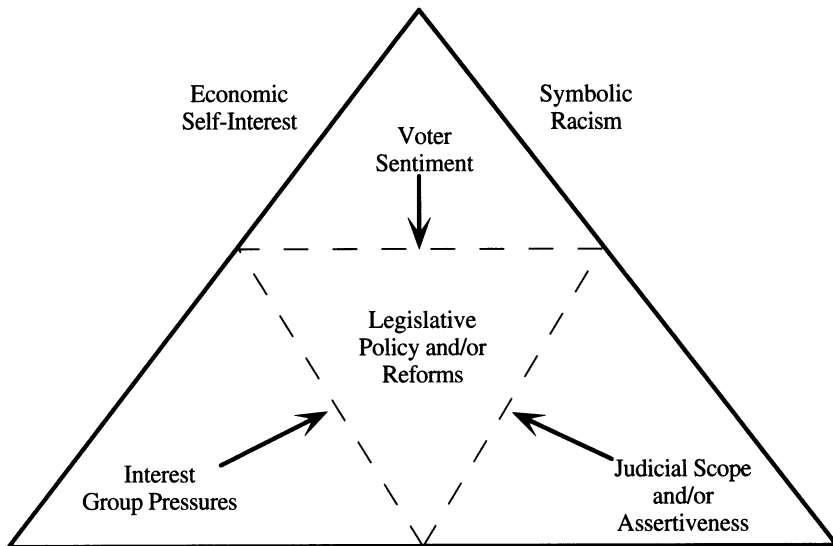 Economic
Self-Interest
Symbolic
Racism
Voter
Sentiment
Legislative
Policy and/or
Reforms
Interest
Group Pressures
Judicial Scope
and/or
Assertiveness